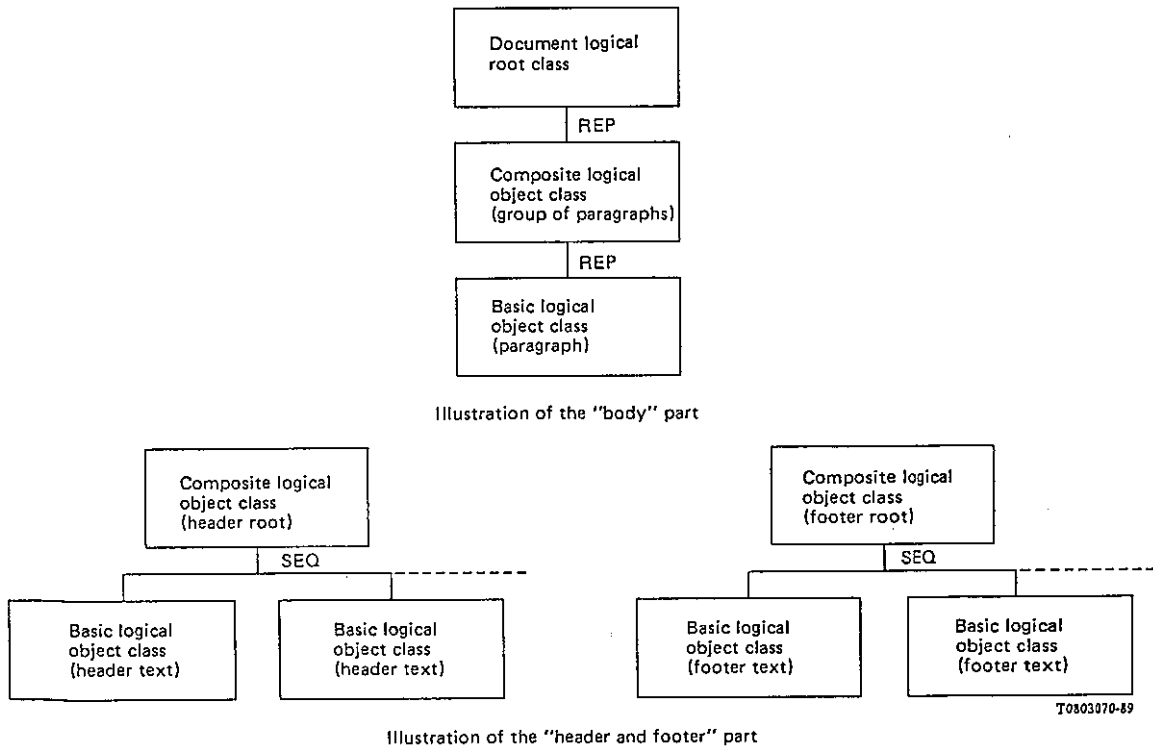 Document logical
root class
REP
Composite logical
object class
(group of paragraphs)
REP
Basic logical
object class
(paragraph)
Illustration of the "body" part
Composite logical
object class
(header root)
SEQ
Basic logical
object class
(header text)
Basic logical
object class
(header text)
Composite logical
object class
(footer root)
SEQ
Basic logical
object class
(footer text)
Basic logical
object class
(footer text)
T0803070-89
Illustration of the "header and footer" part